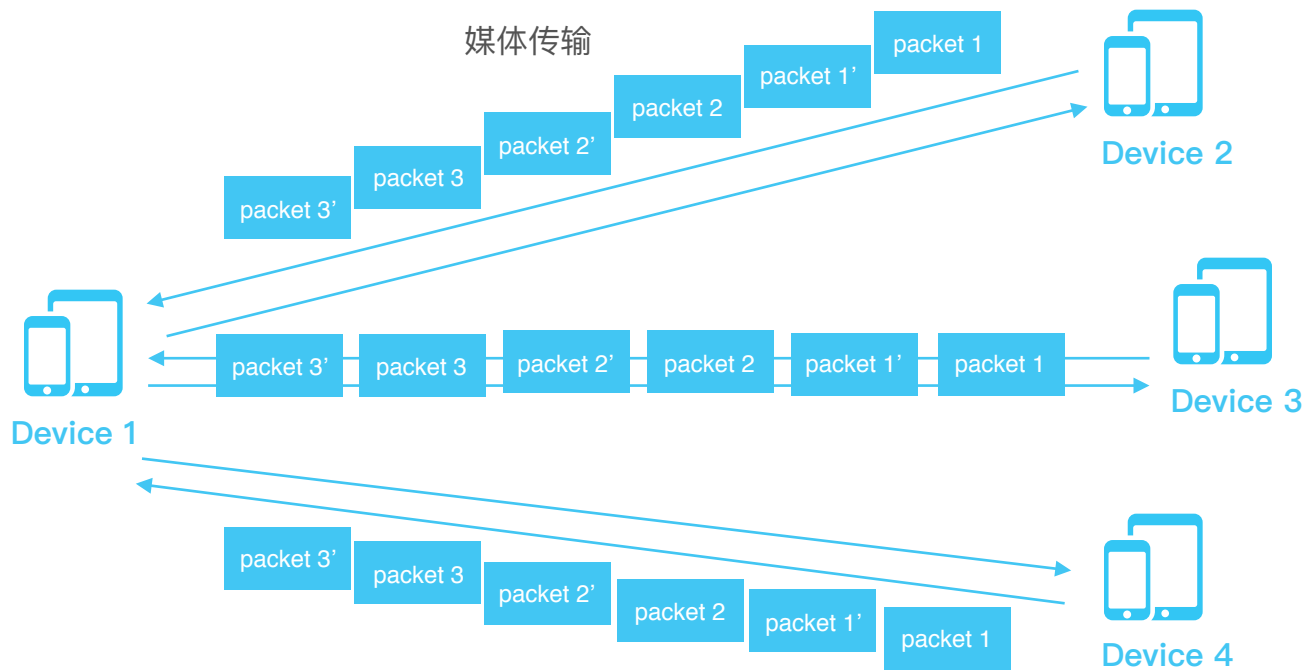 媒体传输
packet 1
packet 1’
packet 2
packet 2’
packet 3
packet 3’
Device 2
packet 3’
packet 3
packet 2’
packet 2
packet 1’
packet 1
Device 1
Device 3
packet 3’
packet 3
packet 2’
packet 2
packet 1’
packet 1
Device 4